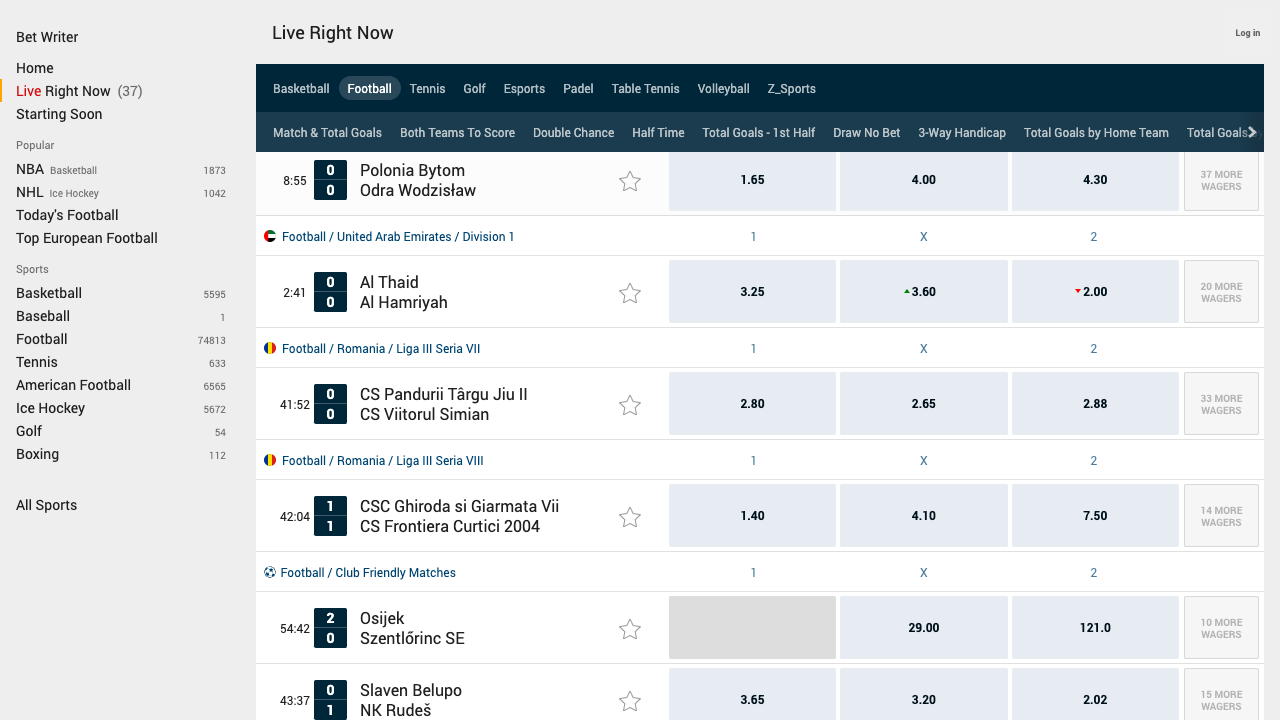 Bet Writer
Home
Live Right Now (37)
Starting Soon
Popular
NBA Basketball 1873
NHL Ice Hockey 1042
Today's Football
Top European Football
Sports
Basketball 5595
Baseball 1
Football 74813
Tennis 633
American Football 6565
Ice Hockey 5672
Golf 54
Boxing 112
All Sports
Live Right Now
Log in
Basketball Football Tennis Golf Esports Padel Table Tennis Volleyball Z_Sports
Match & Total Goals Both Teams To Score Double Chance Half Time Total Goals - 1st Half Draw No Bet 3-Way Handicap Total Goals by Home Team Total Goals
8:55 0 Polonia Bytom 1.65 4.00 4.30 37 MORE
0 Odra Wodzisław WAGERS
Football / United Arab Emirates / Division 1 1 X 2
2:41 0 Al Thaid 3.25 3.60 2.00 20 MORE
0 Al Hamriyah WAGERS
Football / Romania / Liga III Seria VII 1 X 2
41:52 0 CS Pandurii Târgu Jiu II 2.80 2.65 2.88 33 MORE
0 CS Viitorul Simian WAGERS
Football / Romania / Liga III Seria VIII 1 X 2
42:04 1 CSC Ghiroda si Giarmata Vii 1.40 4.10 7.50 14 MORE
1 CS Frontiera Curtici 2004 WAGERS
Football / Club Friendly Matches 1 X 2
54:42 2 Osijek 29.00 121.0 10 MORE
0 Szentlőrinc SE WAGERS
43:37 0 Slaven Belupo 3.65 3.20 2.02 15 MORE
1 NK Rudeš WAGERS